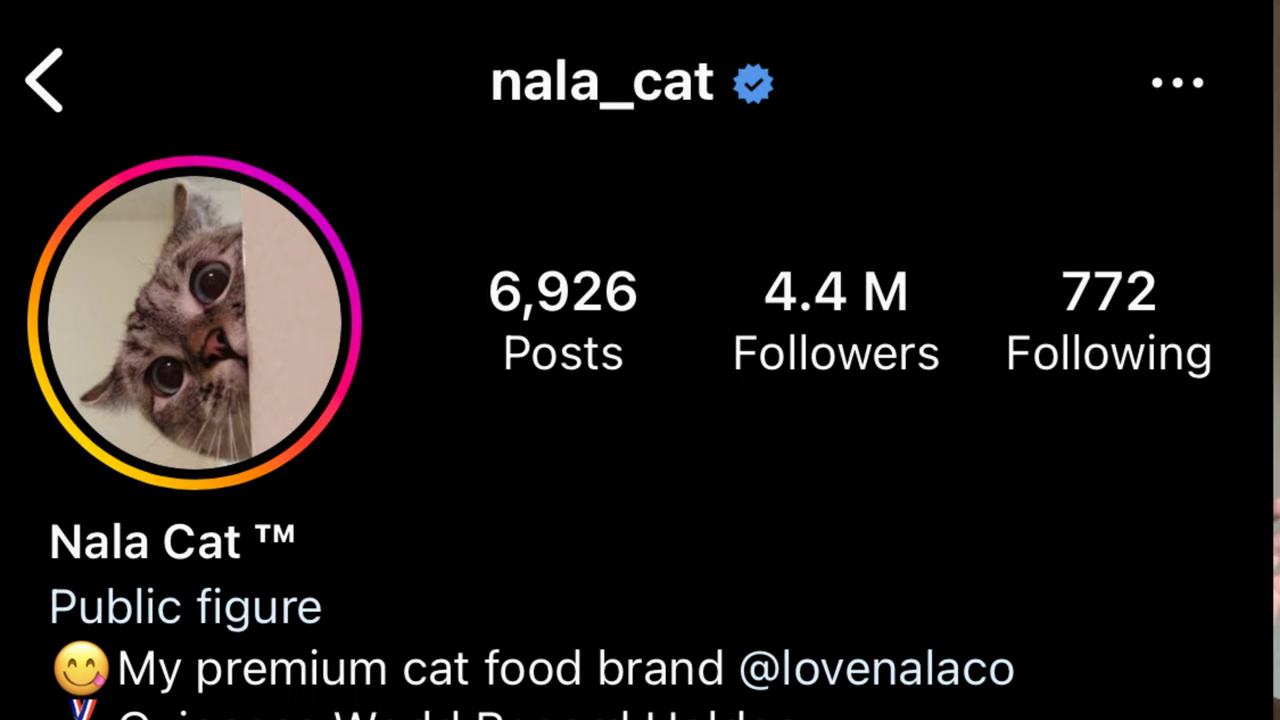 nala_cat
6,926 4.4 M 772
Posts Followers Following
Nala Cat ™
Public figure
😋My premium cat food brand @lovenalaco